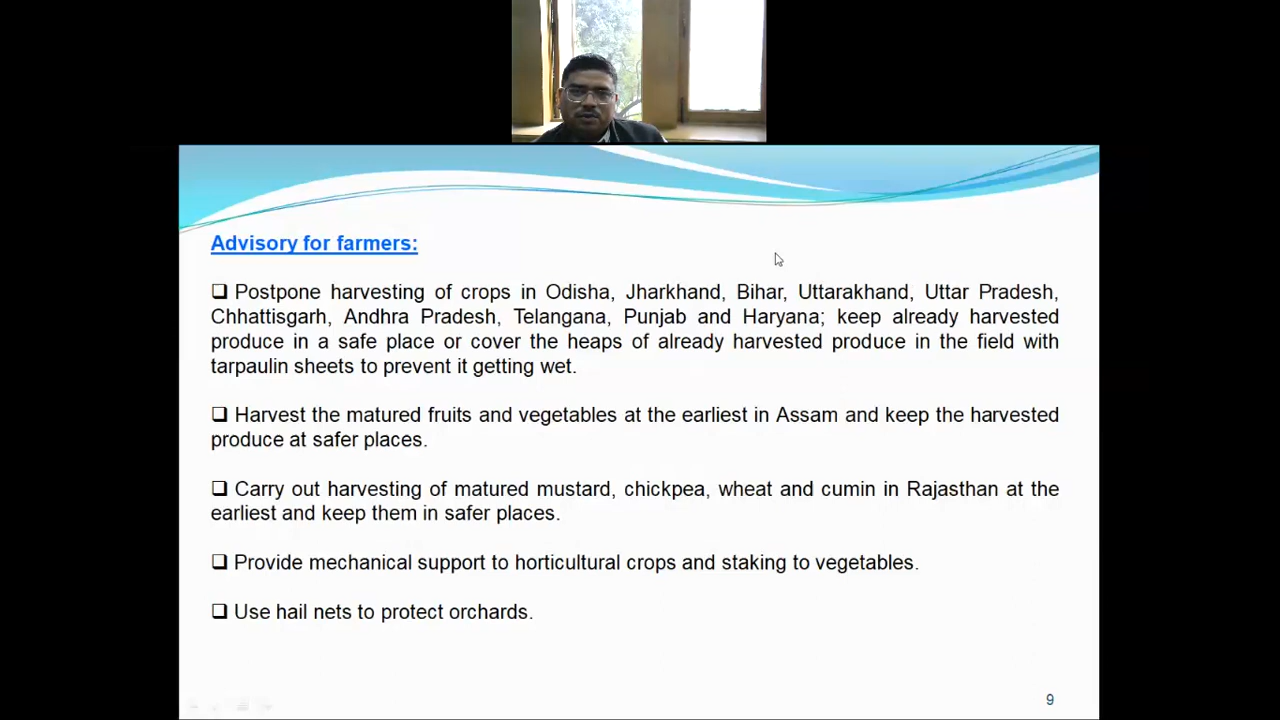 Advisory for farmers:
❑ Postpone harvesting of crops in Odisha, Jharkhand, Bihar, Uttarakhand, Uttar Pradesh,
Chhattisgarh, Andhra Pradesh, Telangana, Punjab and Haryana; keep already harvested
produce in a safe place or cover the heaps of already harvested produce in the field with
tarpaulin sheets to prevent it getting wet.
❑ Harvest the matured fruits and vegetables at the earliest in Assam and keep the harvested
produce at safer places.
❑ Carry out harvesting of matured mustard, chickpea, wheat and cumin in Rajasthan at the
earliest and keep them in safer places.
❑ Provide mechanical support to horticultural crops and staking to vegetables.
❑ Use hail nets to protect orchards.
9